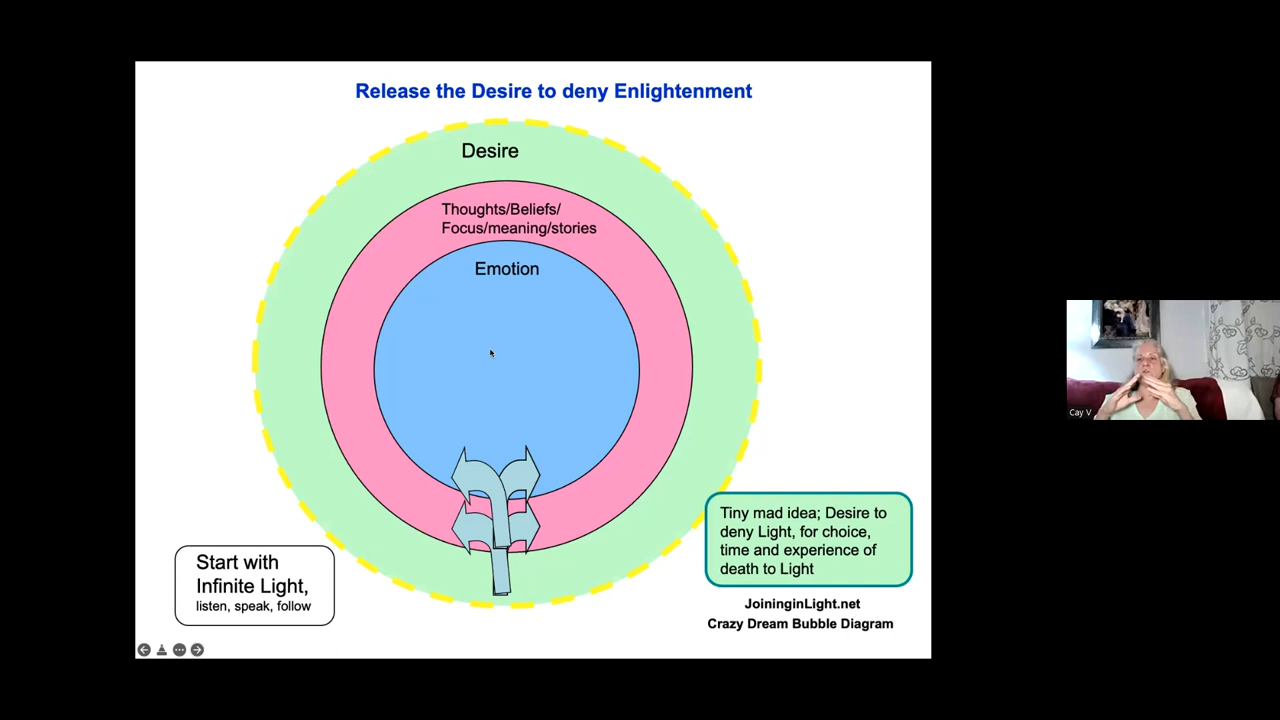 Release the Desire to deny Enlightenment
Desire
Thoughts/Beliefs/
Focus/meaning/stories
Emotion
Start with
Infinite Light,
listen, speak, follow
Tiny mad idea; Desire to
deny Light, for choice,
time and experience of
death to Light
JoininginLight.net
Crazy Dream Bubble Diagram
Cay V